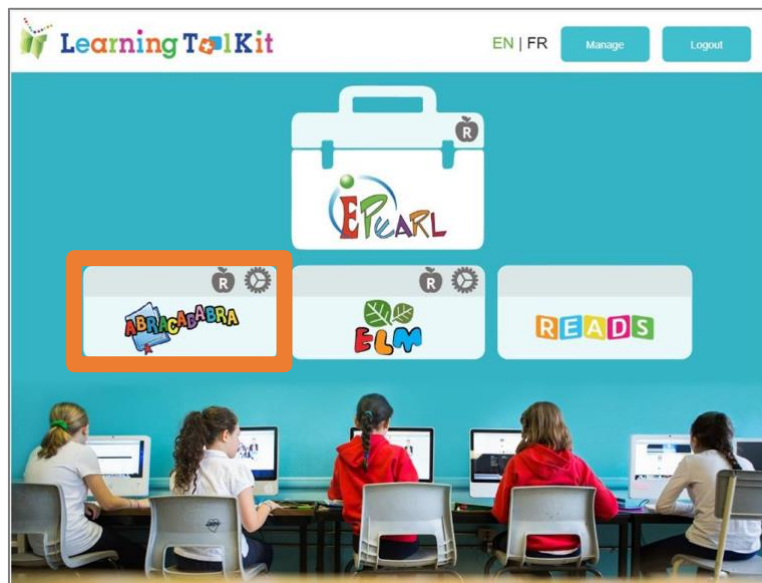 Learning ToolKit
EN | FR
Manage
Logout
R
EPEARL
R
R
ABRACADABRA
ELM
READS